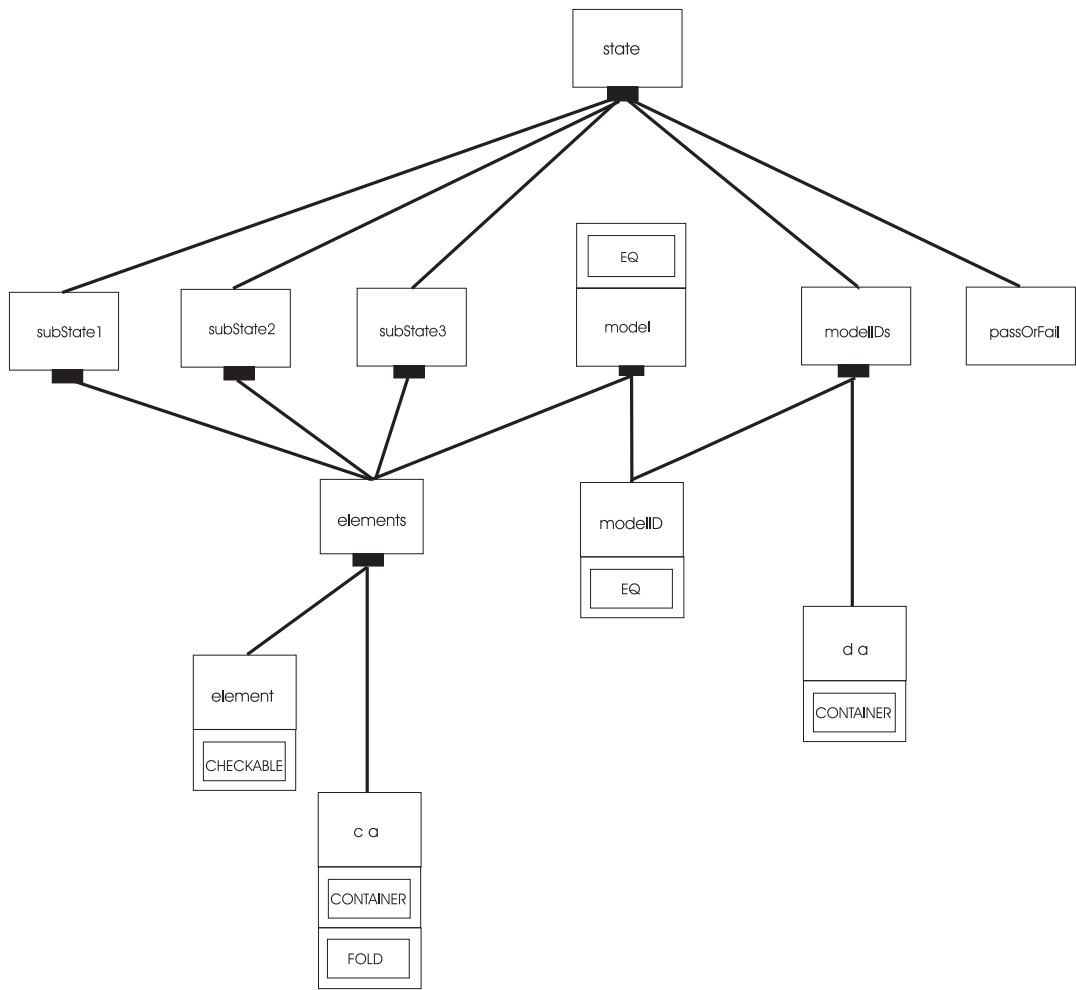 state
EQ
subState1
subState2
subState3
model
modelIDs
passOrFail
elements
modelID
EQ
d a
element
CONTAINER
CHECKABLE
c a
CONTAINER
FOLD